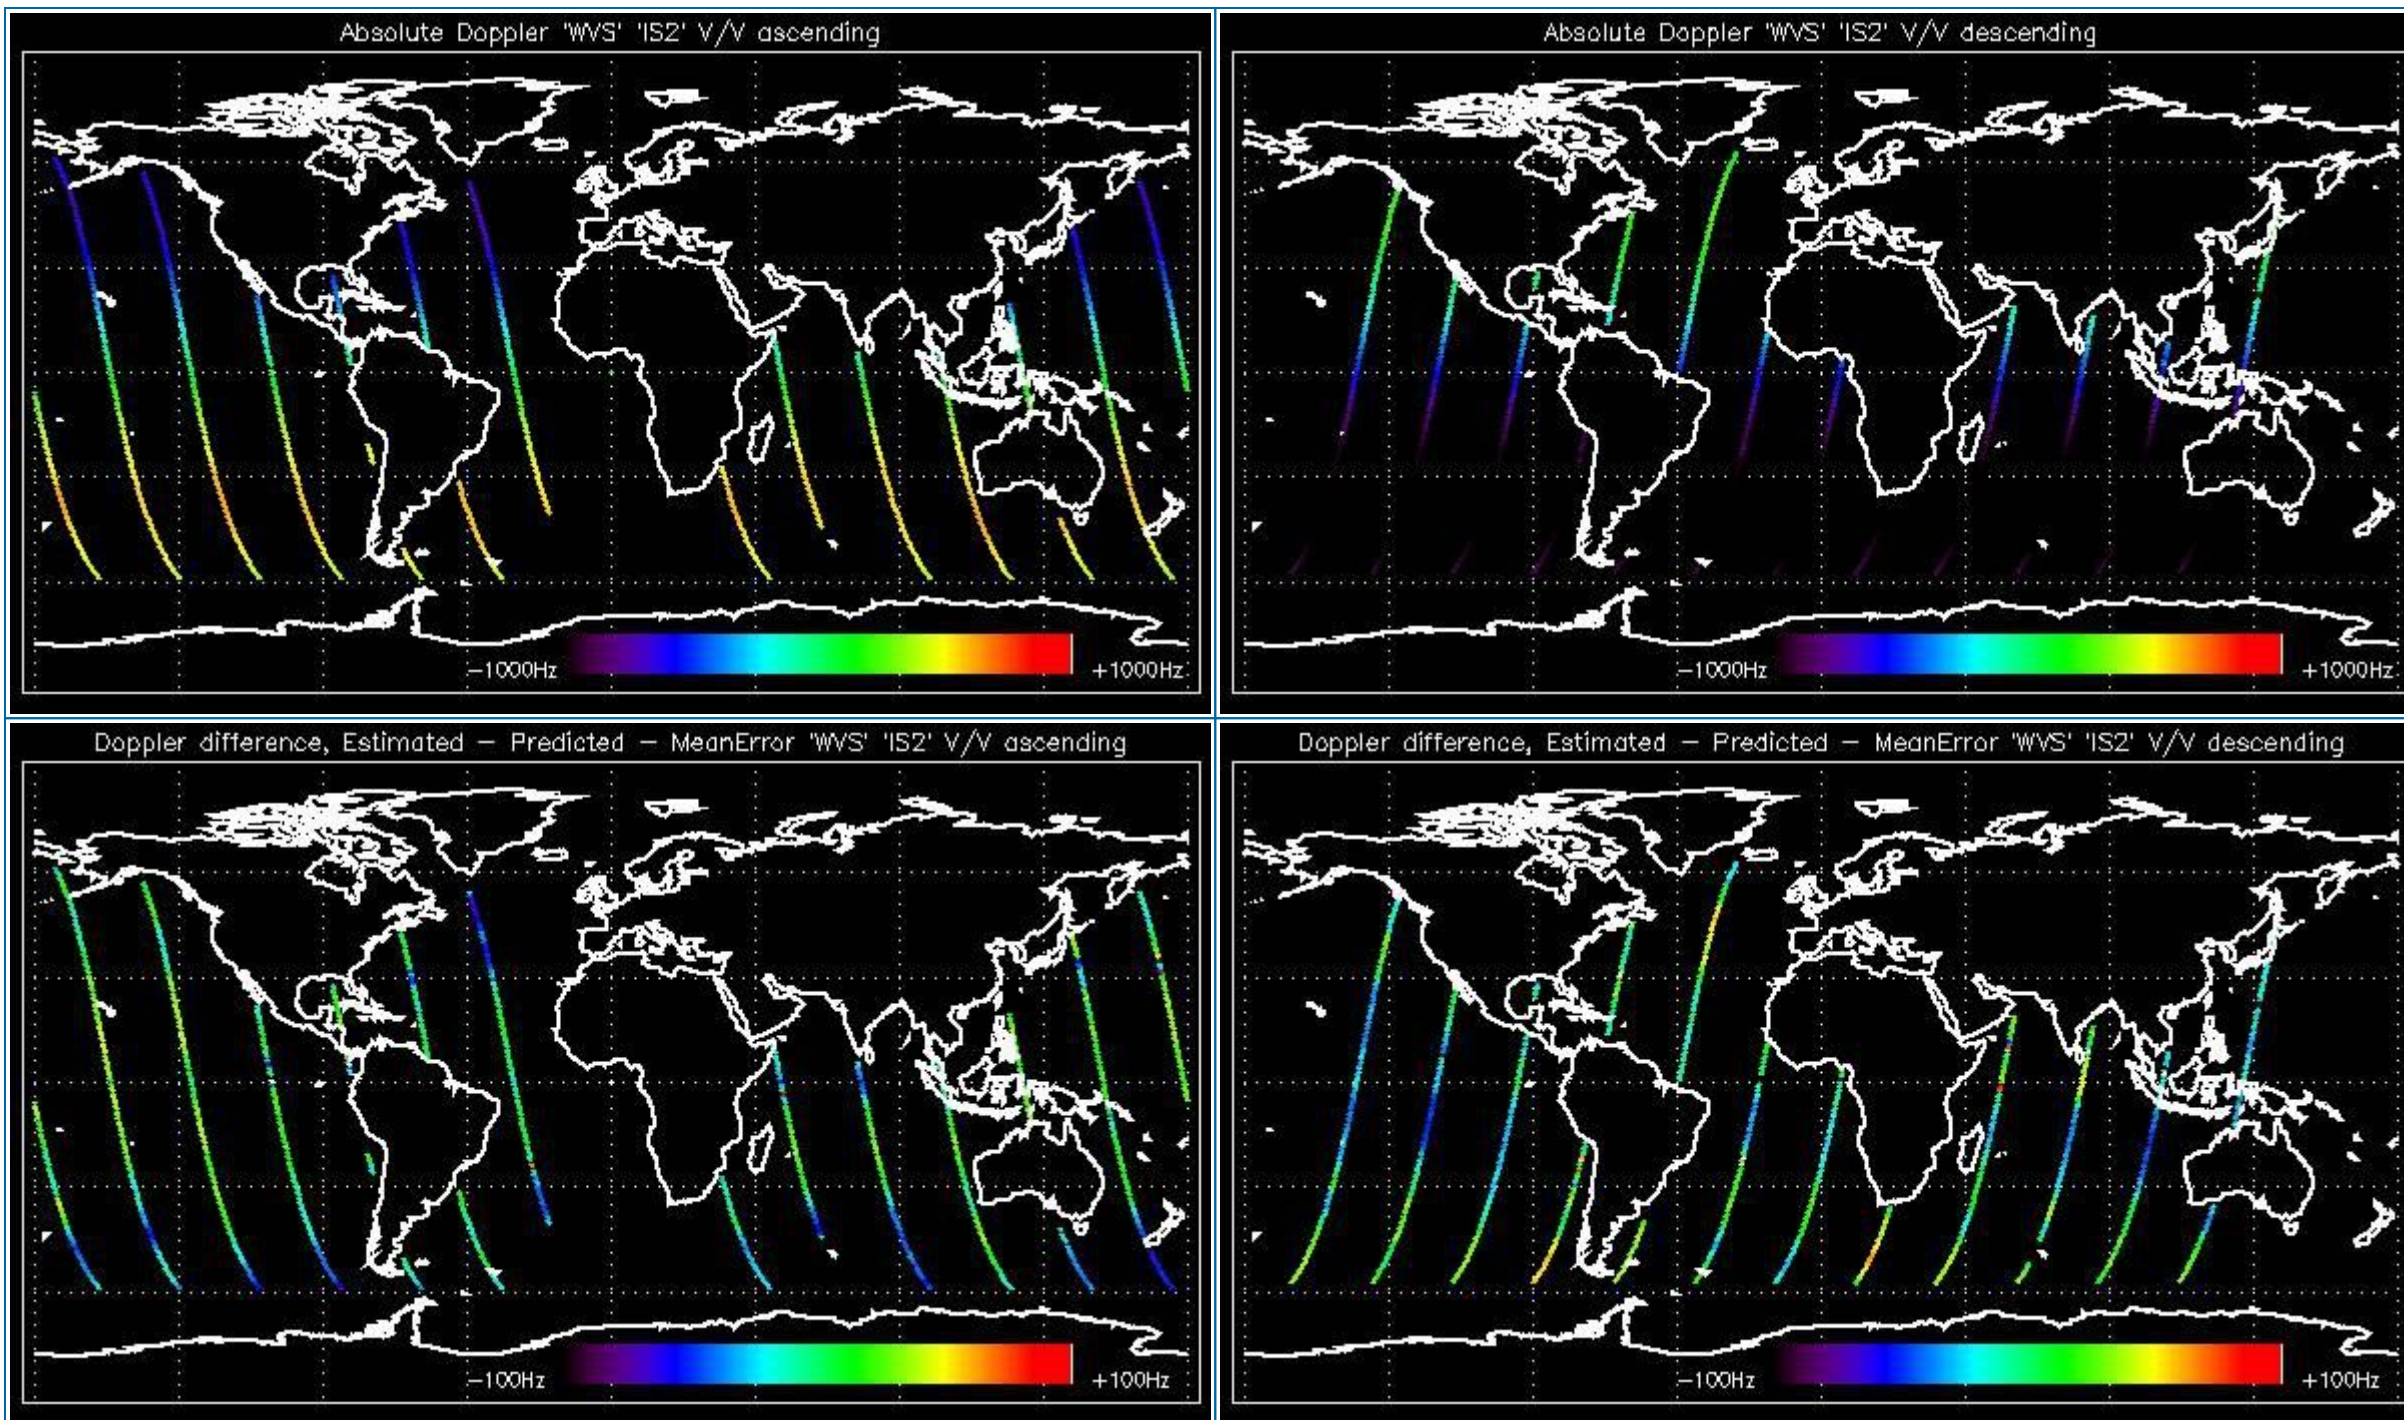 Absolute Doppler 'WVS' 'IS2' V/V ascending
-1000Hz +1000Hz
Absolute Doppler 'WVS' 'IS2' V/V descending
-1000Hz +1000Hz
Doppler difference, Estimated - Predicted - MeanError 'WVS' 'IS2' V/V ascending
-100Hz +100Hz
Doppler difference, Estimated - Predicted - MeanError 'WVS' 'IS2' V/V descending
-100Hz +100Hz